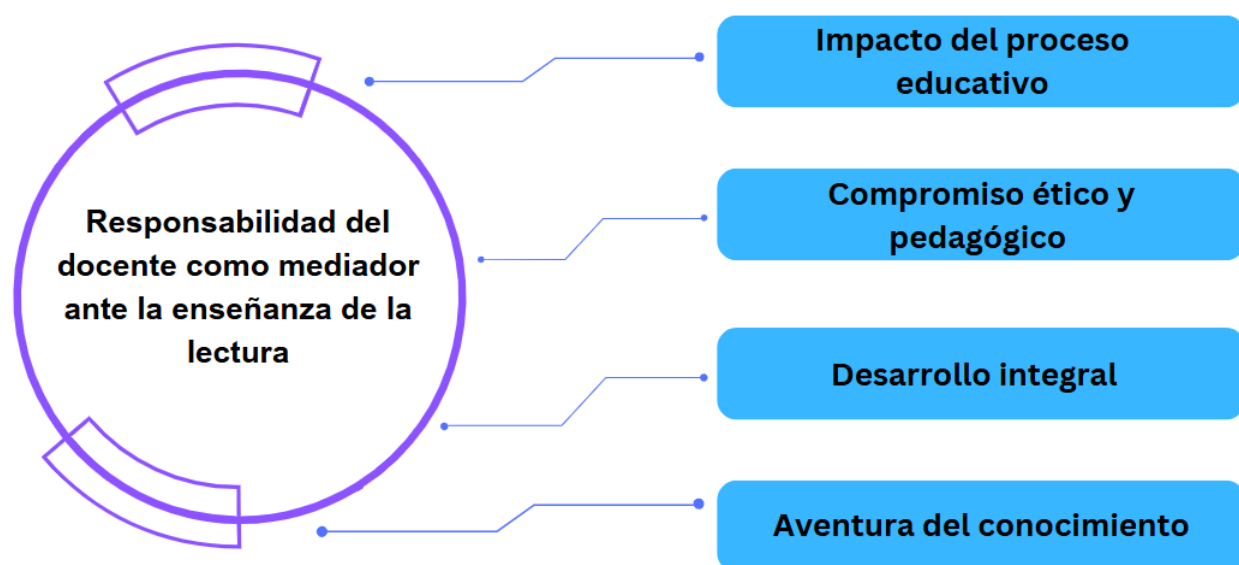 Impacto del proceso
educativo
Responsabilidad del
docente como mediador
ante la enseñanza de la
lectura
Compromiso ético y
pedagógico
Desarrollo integral
Aventura del conocimiento